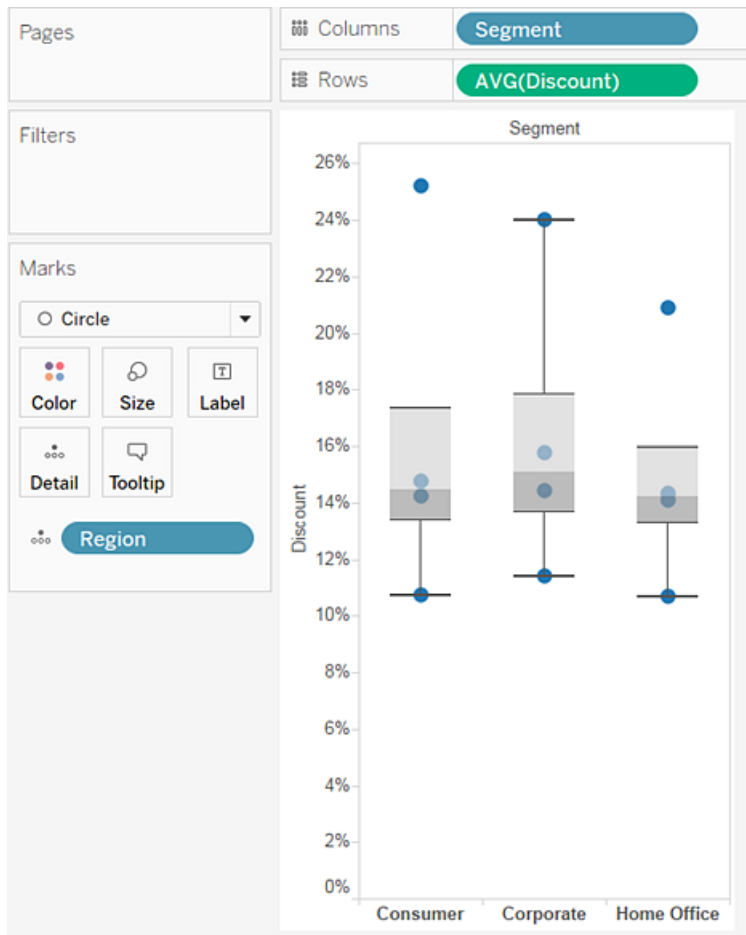 Pages
Columns
Segment
Rows
AVG(Discount)
Filters
Marks
Circle
Color
Size
Label
Detail
Tooltip
Region
Segment
26%
24%
22%
20%
18%
16%
14%
12%
10%
8%
6%
4%
2%
0%
Discount
Consumer
Corporate
Home Office